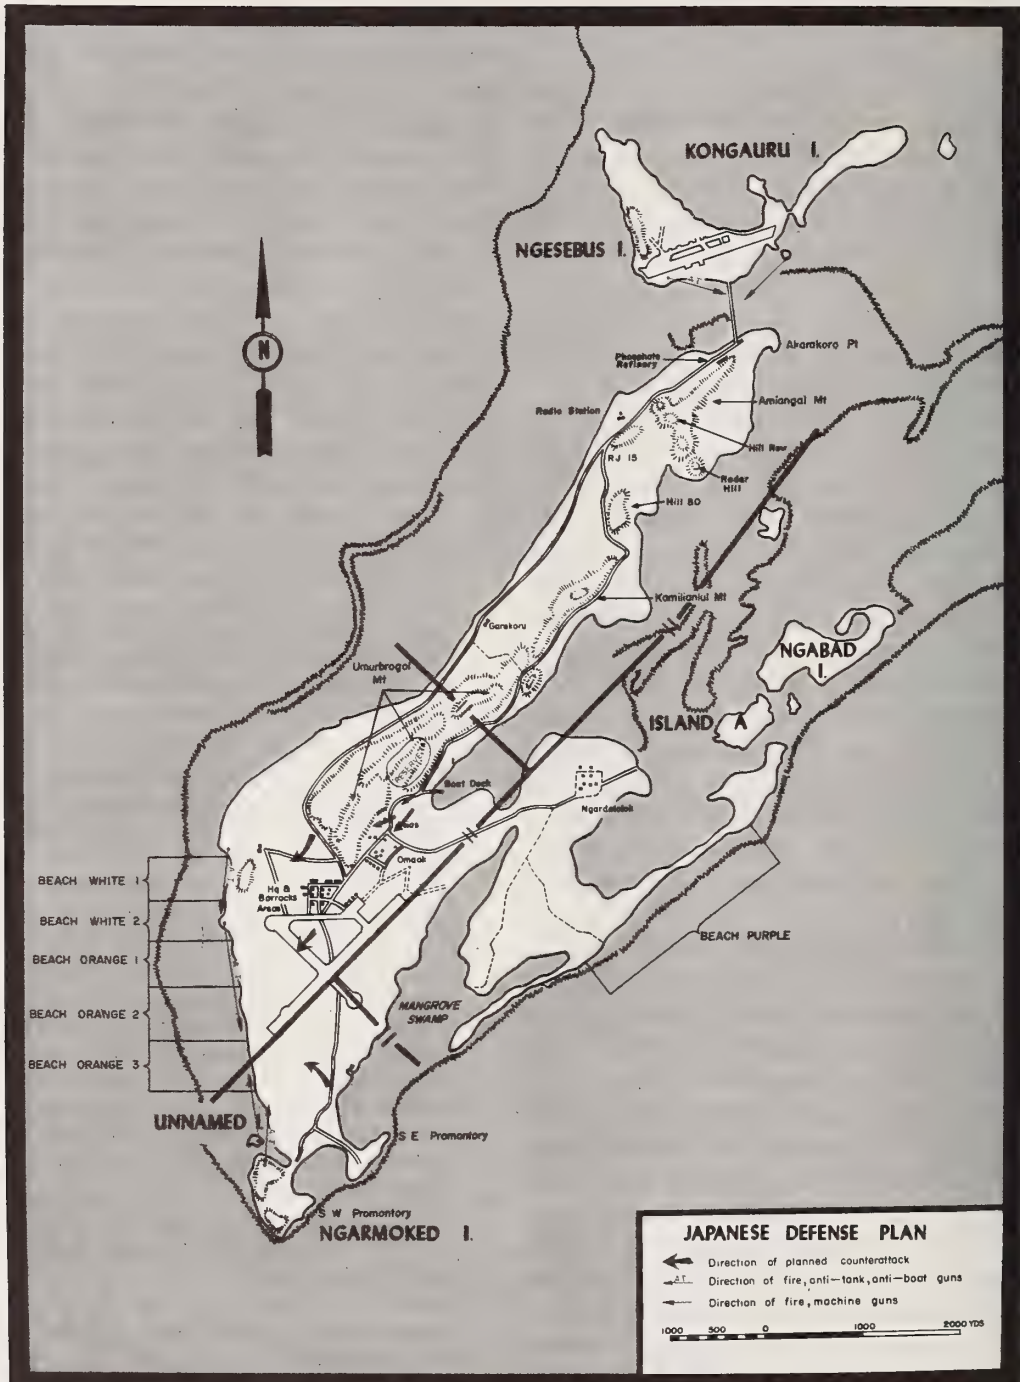 KONGAURU I.
NGESEBUS I.
A T
N
Akarakoro Pt
Phosphate
Refinery
Amiangal Mt
Radio Station
Hill Row
RJ 15
Radar
Hill
Hill 80
Kamilianlul Mt
Garekoru
NGABAD
I.
Umurbrogol
Mt
ISLAND A
RESERVE
Boat Dock
Ngardololok
Omaok
BEACH WHITE 1
Hq &
Barracks
Areas
BEACH WHITE 2
BEACH PURPLE
BEACH ORANGE 1
MANGROVE
SWAMP
BEACH ORANGE 2
BEACH ORANGE 3
UNNAMED I.
S E Promontory
S W Promontory
NGARMOKED I.
JAPANESE DEFENSE PLAN
Direction of planned counterattack
A T Direction of fire, anti-tank, anti-boat guns
Direction of fire, machine guns
1000 500 0 1000 2000 YDS